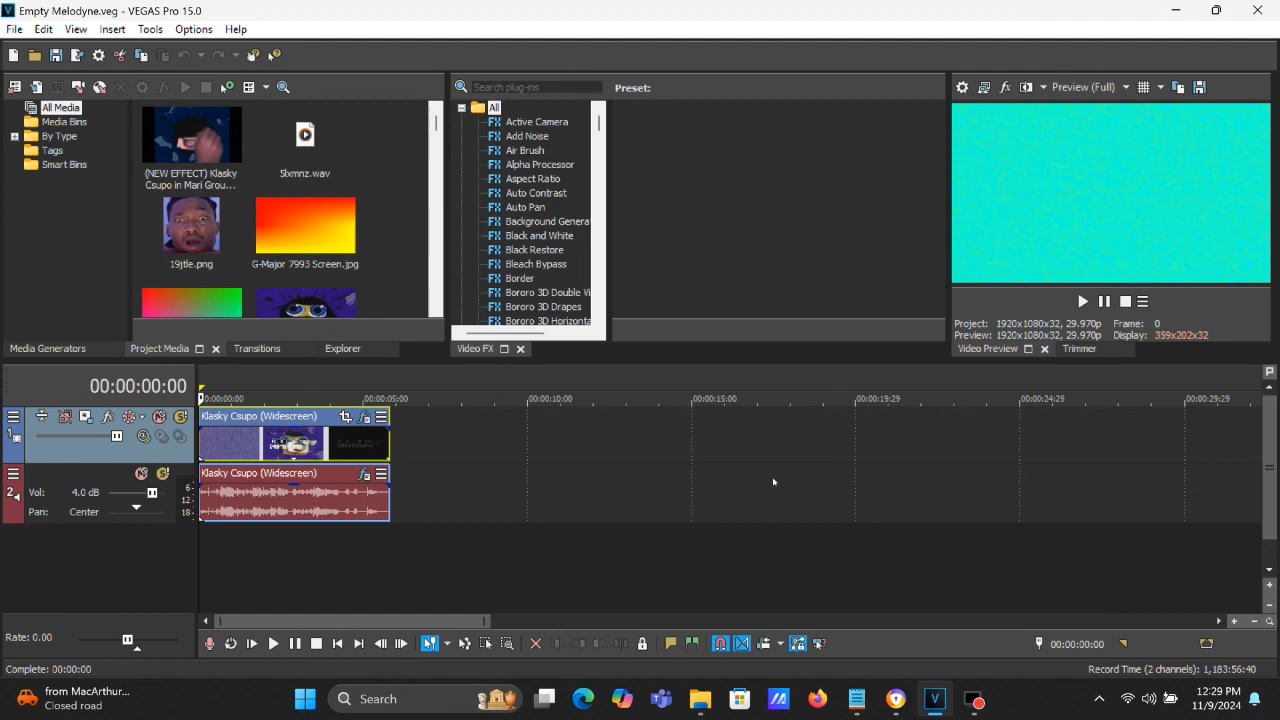 Empty Melodyne.veg - VEGAS Pro 15.0
File Edit View Insert Tools Options Help
Search plug-ins
Preset:
Preview (Full)
All Media
Media Bins
By Type
Tags
Smart Bins
(NEW EFFECT) Klasky
Csupo in Mari Grou...
5lxmnz.wav
19jtle.png
G-Major 7993 Screen.jpg
All
Active Camera
Add Noise
Air Brush
Alpha Processor
Aspect Ratio
Auto Contrast
Auto Pan
Background Genera
Black and White
Black Restore
Bleach Bypass
Border
Bororo 3D Double Vi
Bororo 3D Drapes
Bororo 3D Horizonta
Project: 1920x1080x32, 29.970p Frame: 0
Preview: 1920x1080x32, 29.970p Display: 359x202x32
Media Generators Project Media Transitions Explorer
Video FX
Video Preview Trimmer
00:00:00:00
00:00:00:00 00:00:05:00 00:00:10:00 00:00:15:00 00:00:19:29 00:00:24:29 00:00:29:29
1
Klasky Csupo (Widescreen)
2
Klasky Csupo (Widescreen)
Vol: 4.0 dB
Pan: Center
6
12
18
Rate: 0.00
00:00:00:00
Complete: 00:00:00
Record Time (2 channels): 1,183:56:40
from MacArthur...
Closed road
Search
12:29 PM
11/9/2024